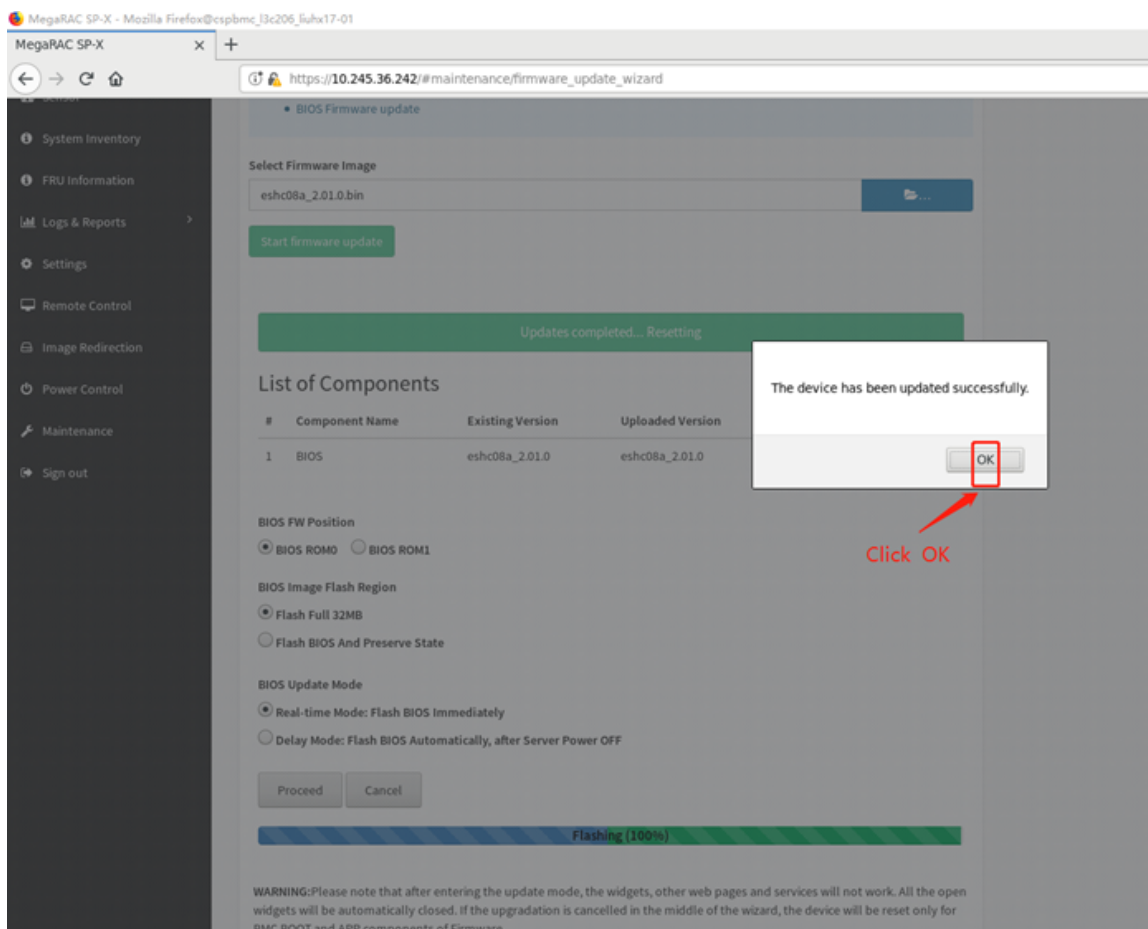 MegaRAC SP-X - Mozilla Firefox@cspbmc_l3c206_liuhx17-01
MegaRAC SP-X × +
https://10.245.36.242/#maintenance/firmware_update_wizard
Sensor
System Inventory
FRU Information
Logs & Reports >
Settings
Remote Control
Image Redirection
Power Control
Maintenance
Sign out
• BIOS Firmware update
Select Firmware Image
eshc08a_2.01.0.bin ...
Start firmware update
Updates completed... Resetting
List of Components
# Component Name Existing Version Uploaded Version
1 BIOS eshc08a_2.01.0 eshc08a_2.01.0
The device has been updated successfully.
OK
Click OK
BIOS FW Position
BIOS ROM0 BIOS ROM1
BIOS Image Flash Region
Flash Full 32MB
Flash BIOS And Preserve State
BIOS Update Mode
Real-time Mode: Flash BIOS Immediately
Delay Mode: Flash BIOS Automatically, after Server Power OFF
Proceed Cancel
Flashing (100%)
WARNING:Please note that after entering the update mode, the widgets, other web pages and services will not work. All the open
widgets will be automatically closed. If the upgradation is cancelled in the middle of the wizard, the device will be reset only for
BMC BOOT and APP components of Firmware.